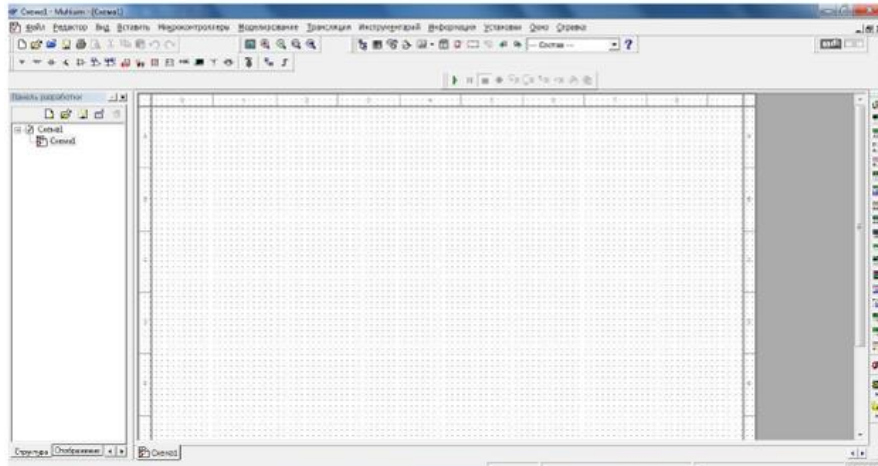 Схема1 - Multisim - [Схема1]
Файл Редактор Вид Вставить Микроконтроллеры Моделирование Трансляция Инструментарий Информация Установки Окно Справка
-- Состав --
Панель разработки
Схема1
Схема1
Структура Отображение
Схема1